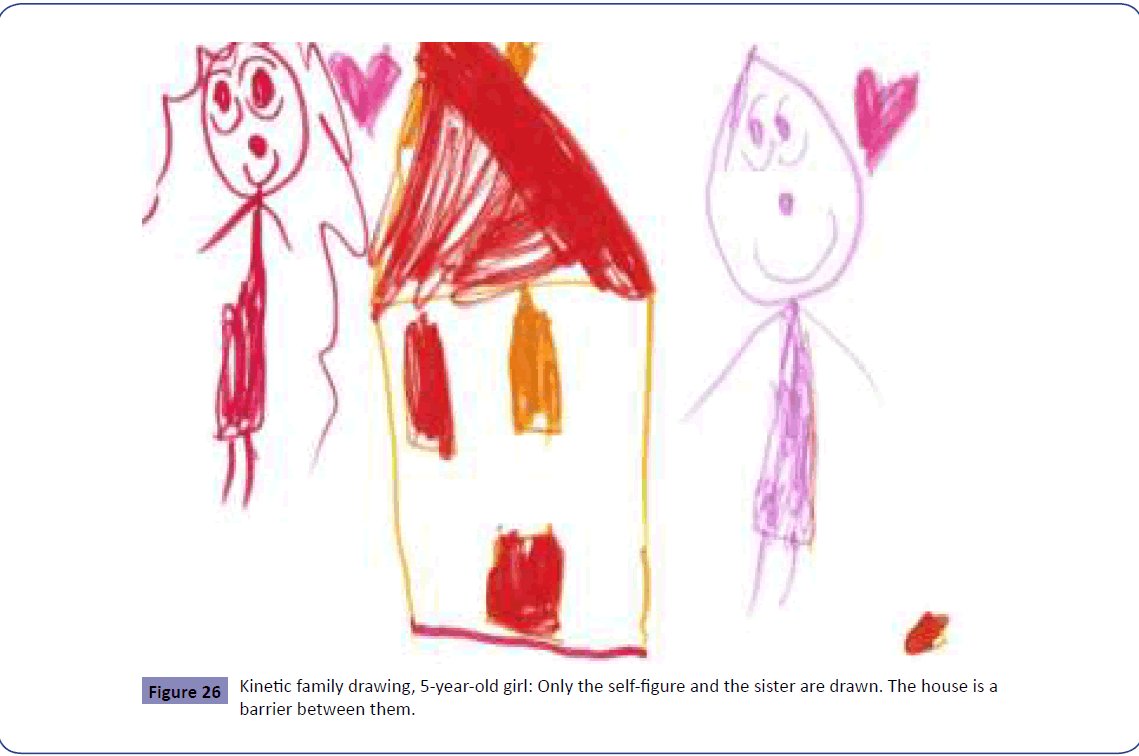 Figure 26 Kinetic family drawing, 5-year-old girl: Only the self-figure and the sister are drawn. The house is a
barrier between them.